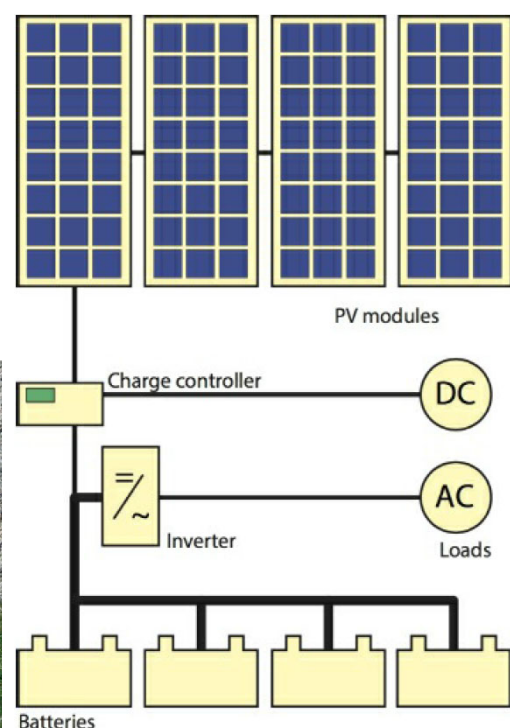 PV modules
Charge controller
DC
AC
Inverter
Loads
Batteries